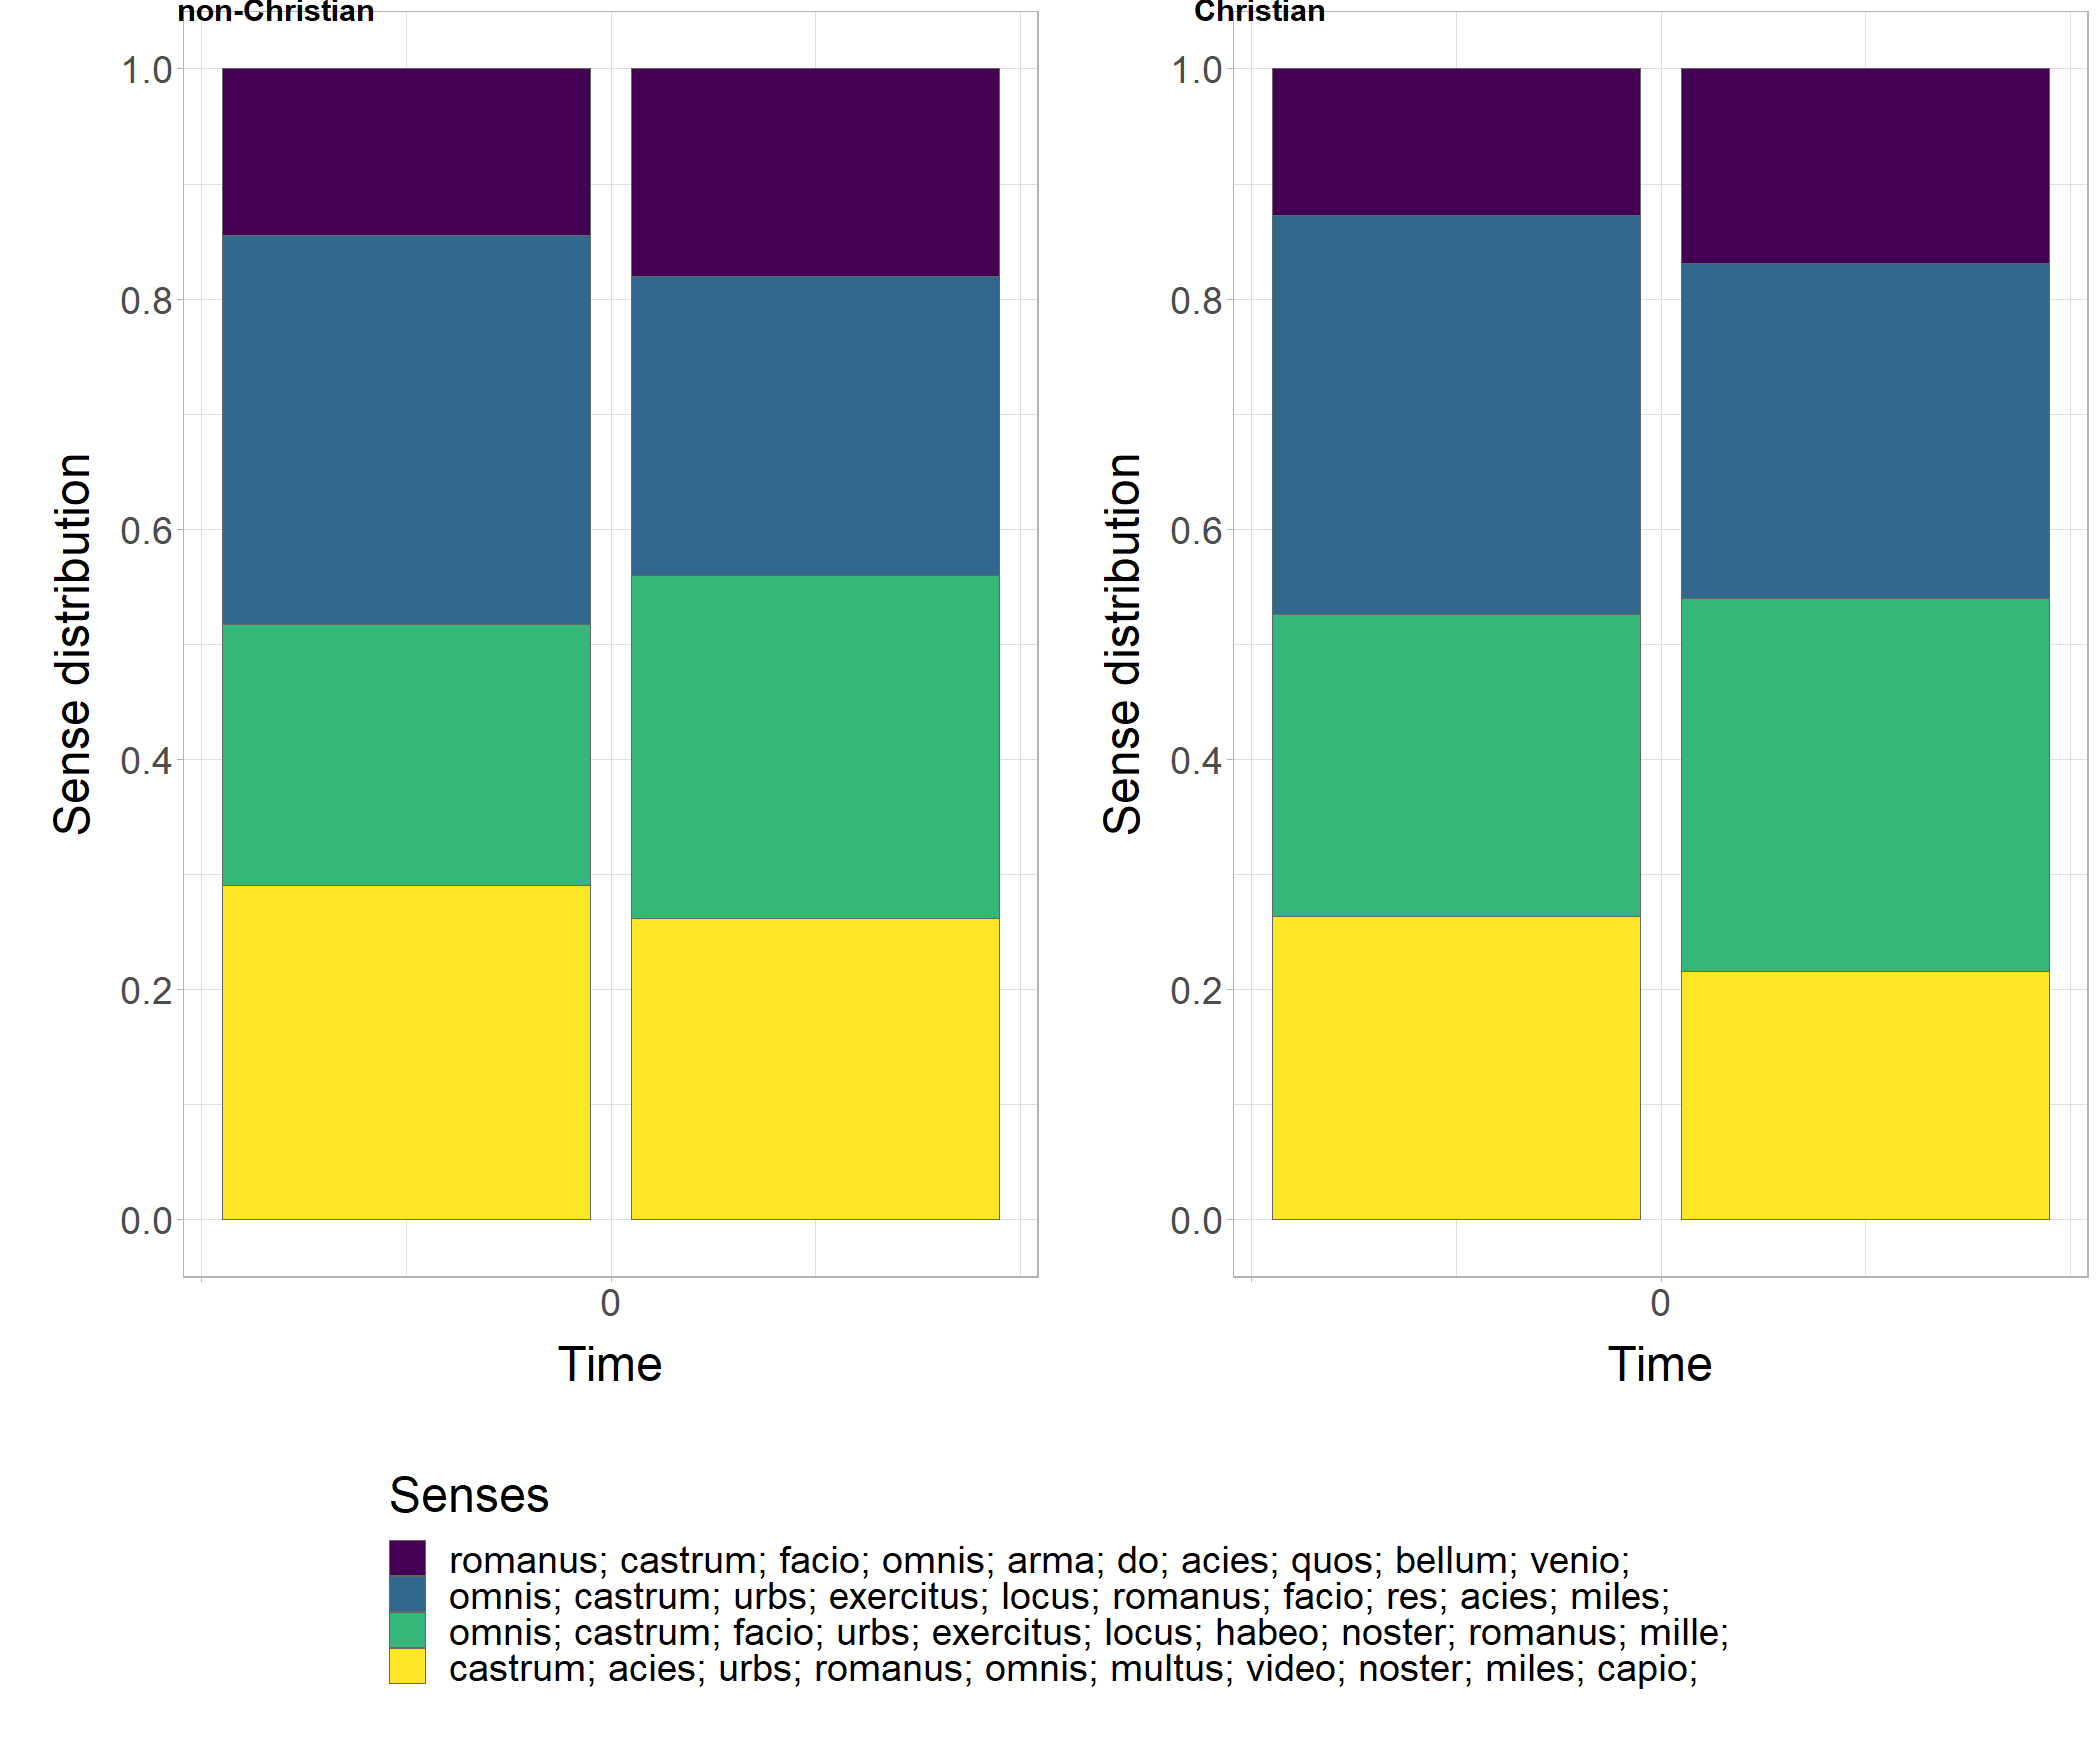 non-Christian
Christian
1.0
0.8
0.6
0.4
0.2
0.0
Sense distribution
0
Time
1.0
0.8
0.6
0.4
0.2
0.0
Sense distribution
0
Time
Senses
romanus; castrum; facio; omnis; arma; do; acies; quos; bellum; venio;
omnis; castrum; urbs; exercitus; locus; romanus; facio; res; acies; miles;
omnis; castrum; facio; urbs; exercitus; locus; habeo; noster; romanus; mille;
castrum; acies; urbs; romanus; omnis; multus; video; noster; miles; capio;